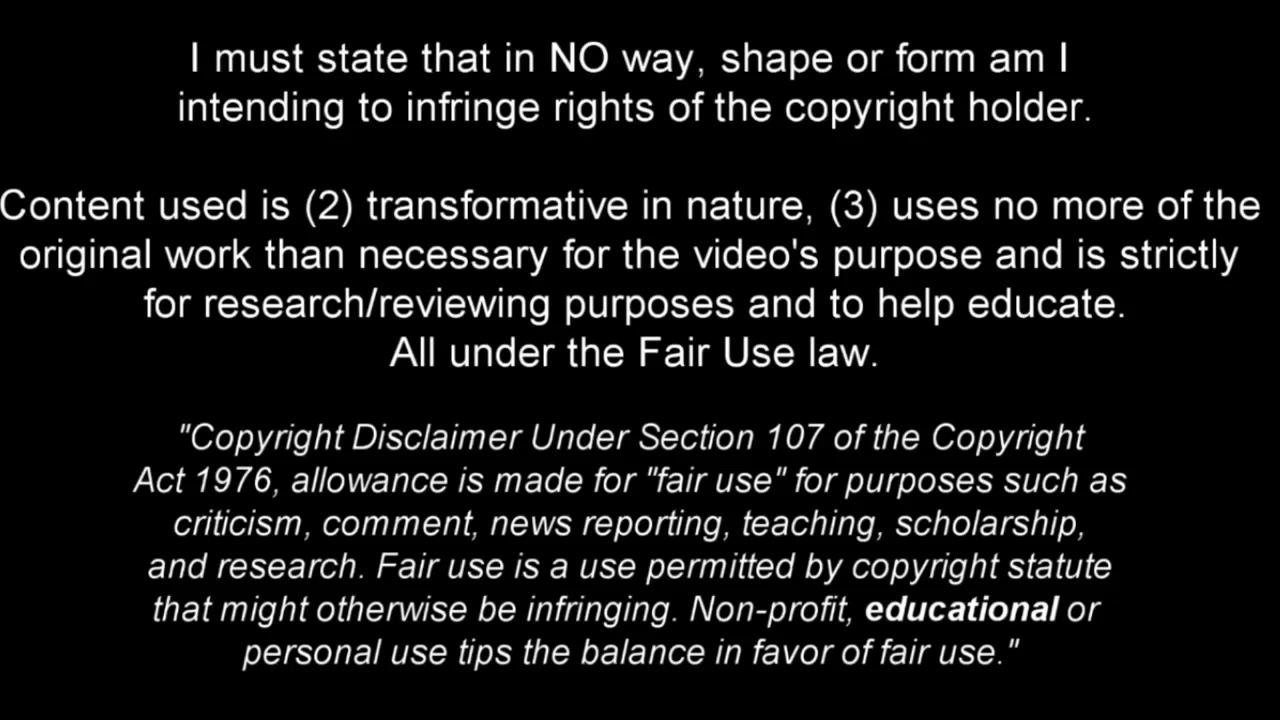 I must state that in NO way, shape or form am I
intending to infringe rights of the copyright holder.
Content used is (2) transformative in nature, (3) uses no more of the
original work than necessary for the video's purpose and is strictly
for research/reviewing purposes and to help educate.
All under the Fair Use law.
"Copyright Disclaimer Under Section 107 of the Copyright
Act 1976, allowance is made for "fair use" for purposes such as
criticism, comment, news reporting, teaching, scholarship,
and research. Fair use is a use permitted by copyright statute
that might otherwise be infringing. Non-profit, educational or
personal use tips the balance in favor of fair use."